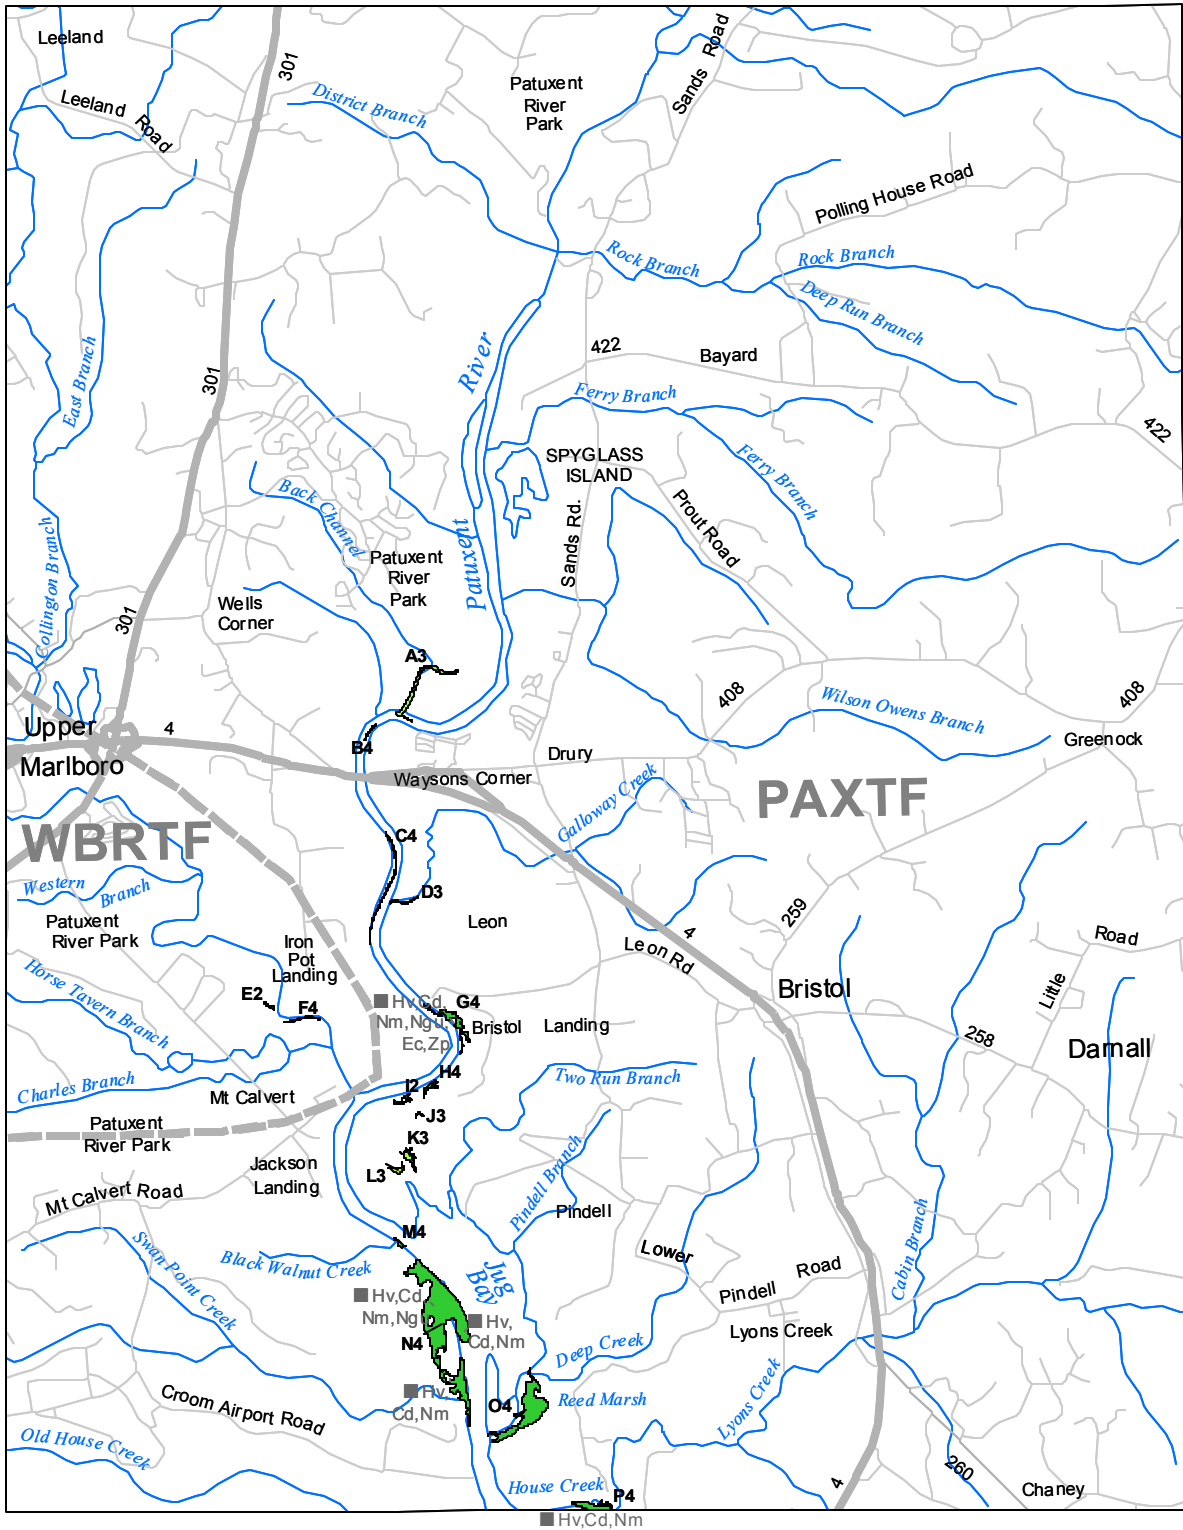 Leeland
Leeland Road
301
District Branch
Patuxent
River
Park
Sands Road
Polling House Road
Rock Branch
Rock Branch
Deep Run Branch
East Branch
301
River
422
Bayard
Ferry Branch
422
SPYGLASS
ISLAND
Ferry Branch
Back Channel
Prout Road
Patuxent
Sands Rd.
Patuxent
River
Park
Collington Branch
Wells
Corner
301
A3
408
408
Wilson Owens Branch
Greenock
Upper
Marlboro
4
B4
Drury
Waysons Corner
PAXTF
Galloway Creek
WBRTF
C4
Western Branch
D3
259
Patuxent
River Park
Leon
4
Leon Rd
Road
Iron
Pot
Landing
Horse Tavern Branch
E2
F4
Bristol
Little
Hv,Cd,
Nm,Ngu,
Ec,Zp
G4
Bristol Landing
258
Darnall
Charles Branch
Mt Calvert
I2
H4
Two Run Branch
J3
Patuxent
River Park
K3
L3
Jackson
Landing
Pindell Branch
Mt Calvert Road
Pindell
M4
Swan Point Creek
Black Walnut Creek
Jug
Bay
Lower
Pindell Road
Cabin Branch
Hv,Cd
Nm,Ngu
Hv,
Cd,Nm
N4
Lyons Creek
Deep Creek
Hv,
Cd,Nm
O4
Reed Marsh
Lyons Creek
Croom Airport Road
Old House Creek
House Creek
P4
4
260
Chaney
Hv,Cd,Nm